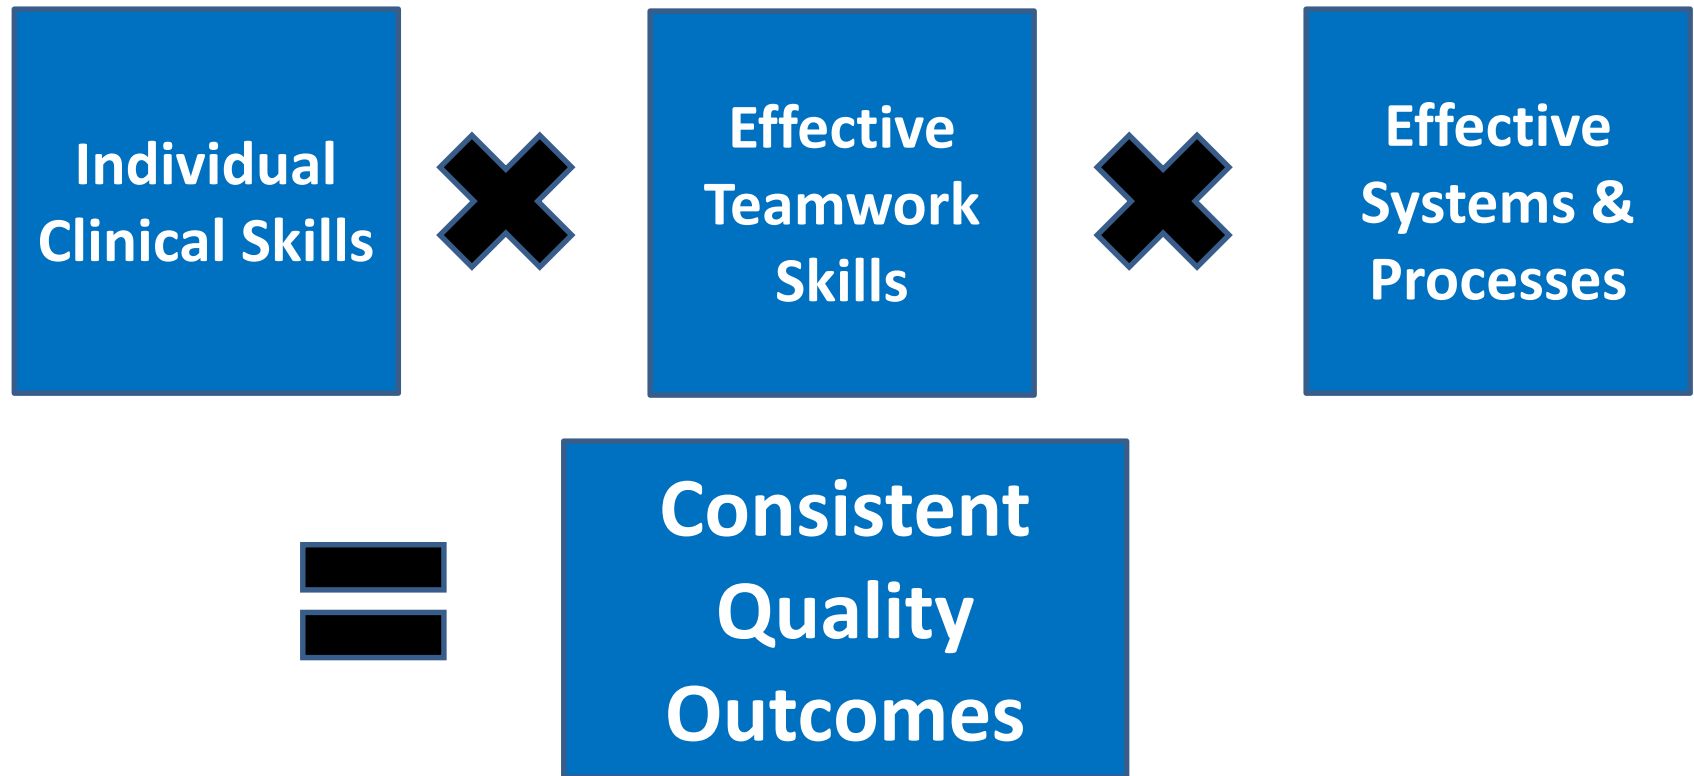 Individual
Clinical Skills
Effective
Teamwork
Skills
Effective
Systems &
Processes
Consistent
Quality
Outcomes